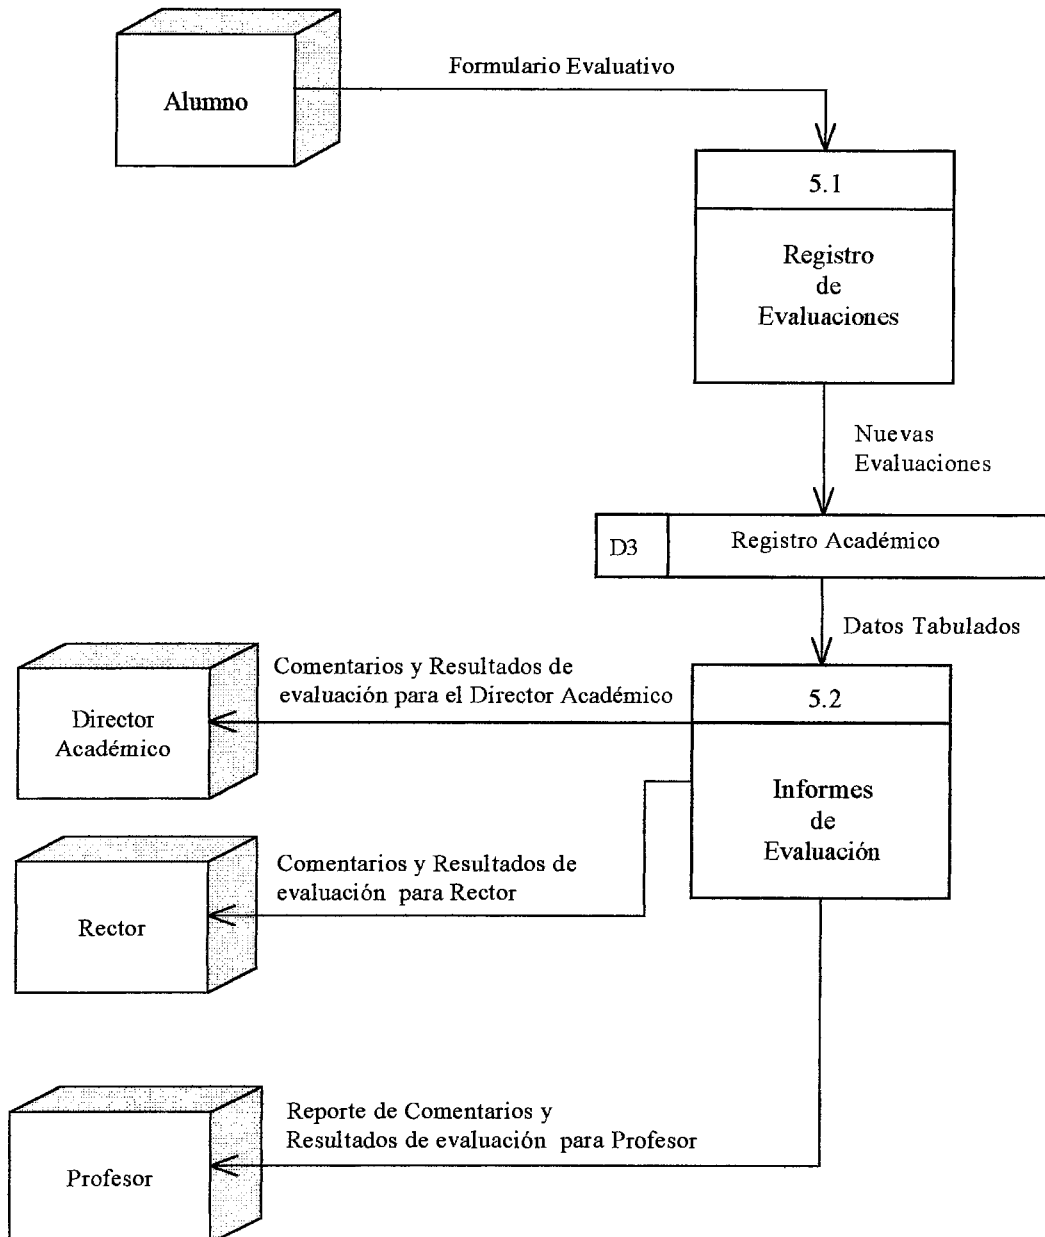 Formulario Evaluativo
Alumno
5.1
Registro
de
Evaluaciones
Nuevas
Evaluaciones
D3
Registro Académico
Datos Tabulados
Comentarios y Resultados de
evaluación para el Director Académico
Director
Académico
5.2
Informes
de
Evaluación
Comentarios y Resultados de
evaluación para Rector
Rector
Reporte de Comentarios y
Resultados de evaluación para Profesor
Profesor